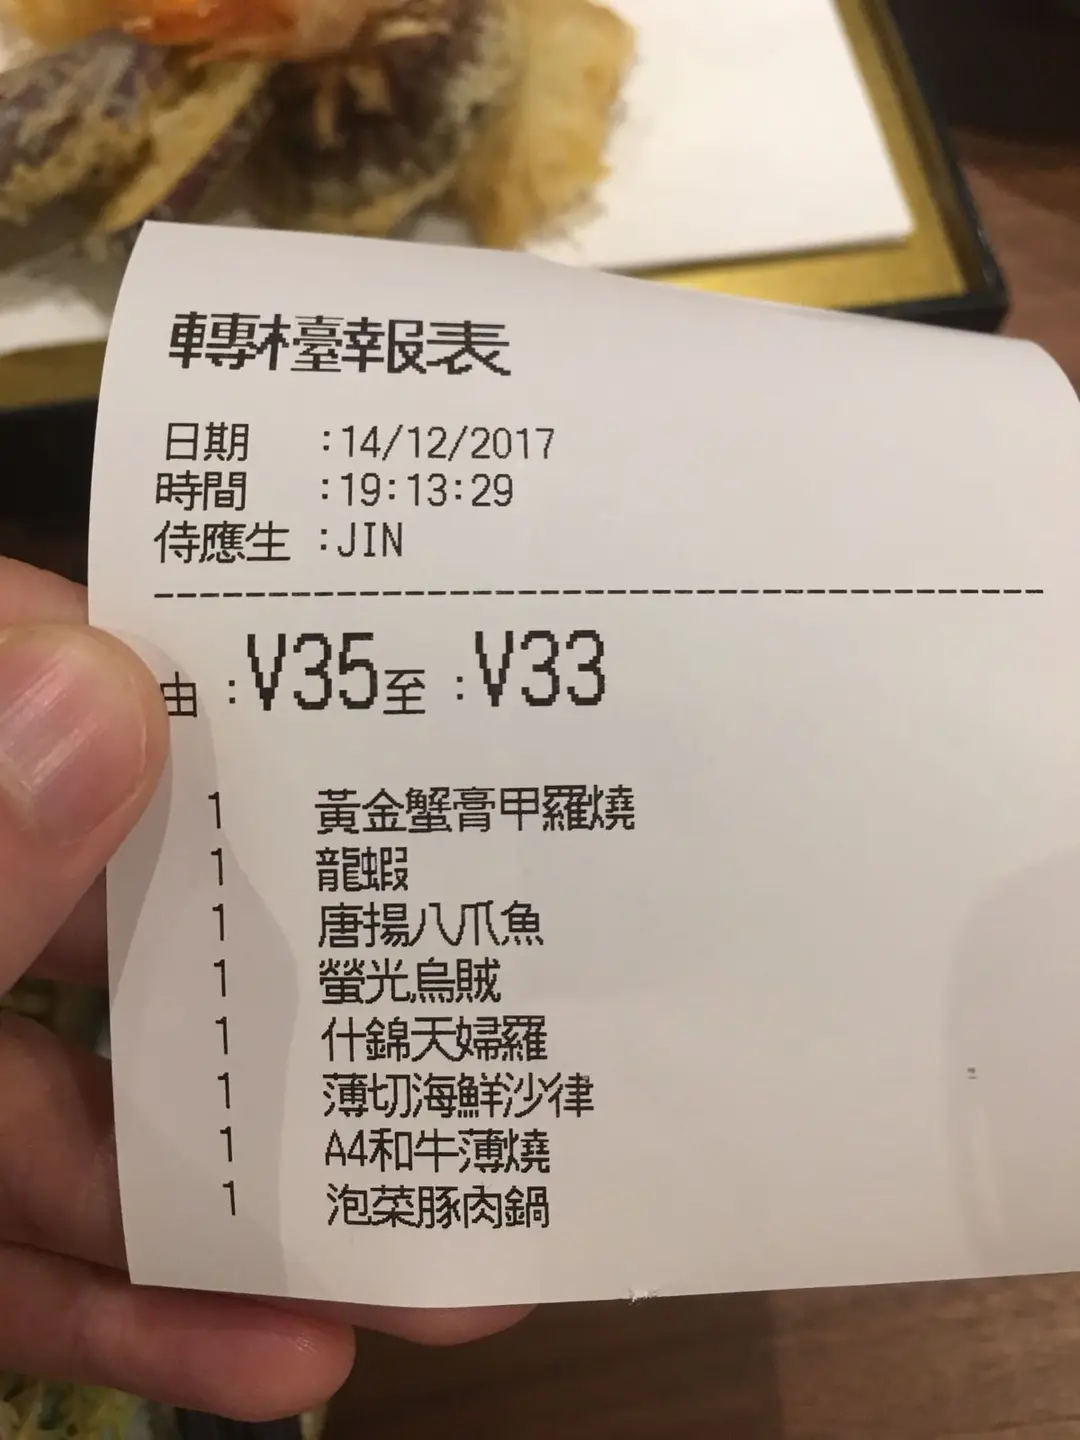 轉檯報表
日期 :14/12/2017
時間 :19:13:29
侍應生 :JIN
----------------------------------------
由 :V35至 :V33
1 黃金蟹膏甲羅燒
1 龍蝦
1 唐揚八爪魚
1 螢光烏賊
1 什錦天婦羅
1 薄切海鮮沙律
1 A4和牛薄燒
1 泡菜豚肉鍋